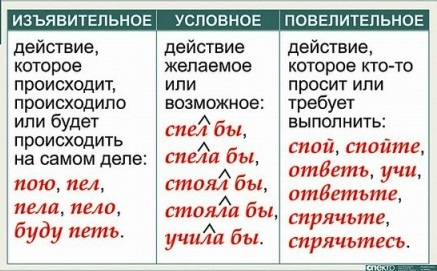 ИЗЪЯВИТЕЛЬНОЕ
действие,
которое
происходит,
происходило
или будет
происходить
на самом деле:
пою, пел,
пела, пело,
буду петь.
УСЛОВНОЕ
действие
желаемое
или
возможное:
спел бы,
спела бы,
стоял бы,
стояла бы,
учила бы.
ПОВЕЛИТЕЛЬНОЕ
действие,
которое кто-то
просит или
требует
выполнить:
спой, спойте,
ответь, учи,
ответьте,
спрячьте,
спрячьтесь.
СПЕКТР